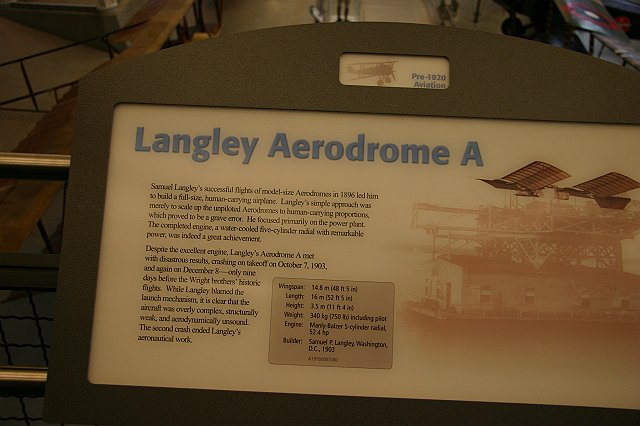 Pre-1920
Aviation
Langley Aerodrome A
Samuel Langley's successful flights of model-size Aerodromes in 1896 led him
to build a full-size, human-carrying airplane. Langley's simple approach was
merely to scale up the unpiloted Aerodromes to human-carrying proportions,
which proved to be a grave error. He focused primarily on the power plant.
The completed engine, a water-cooled five-cylinder radial with remarkable
power, was indeed a great achievement.
Despite the excellent engine, Langley's Aerodrome A met
with disastrous results, crashing on takeoff on October 7, 1903,
and again on December 8—only nine
days before the Wright brothers' historic
flights. While Langley blamed the
launch mechanism, it is clear that the
aircraft was overly complex, structurally
weak, and aerodynamically unsound.
The second crash ended Langley's
aeronautical work.
Wingspan: 14.8 m (48 ft 5 in)
Length: 16 m (52 ft 5 in)
Height: 3.5 m (11 ft 4 in)
Weight: 340 kg (750 lb) including pilot
Engine: Manly-Balzer 5-cylinder radial,
52.4 hp
Builder: Samuel P. Langley, Washington,
D.C., 1903